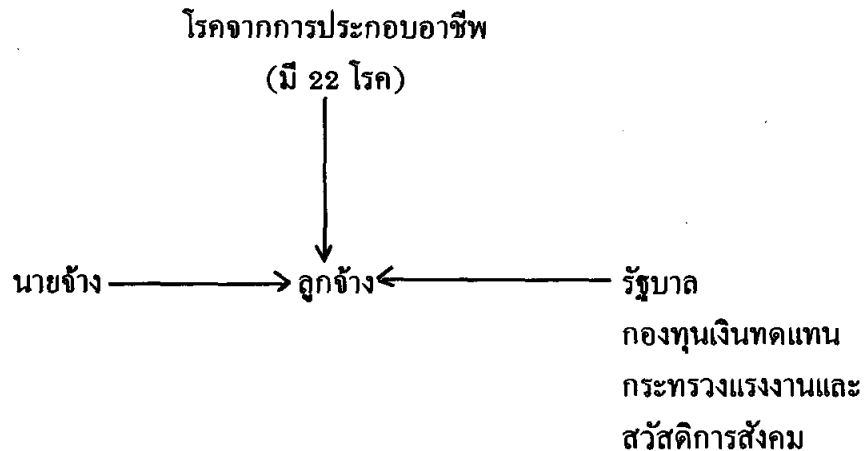 โรคจากการประกอบอาชีพ
(มี 22 โรค)
นายจ้าง
ลูกจ้าง
รัฐบาล
กองทุนเงินทดแทน
กระทรวงแรงงานและ
สวัสดิการสังคม